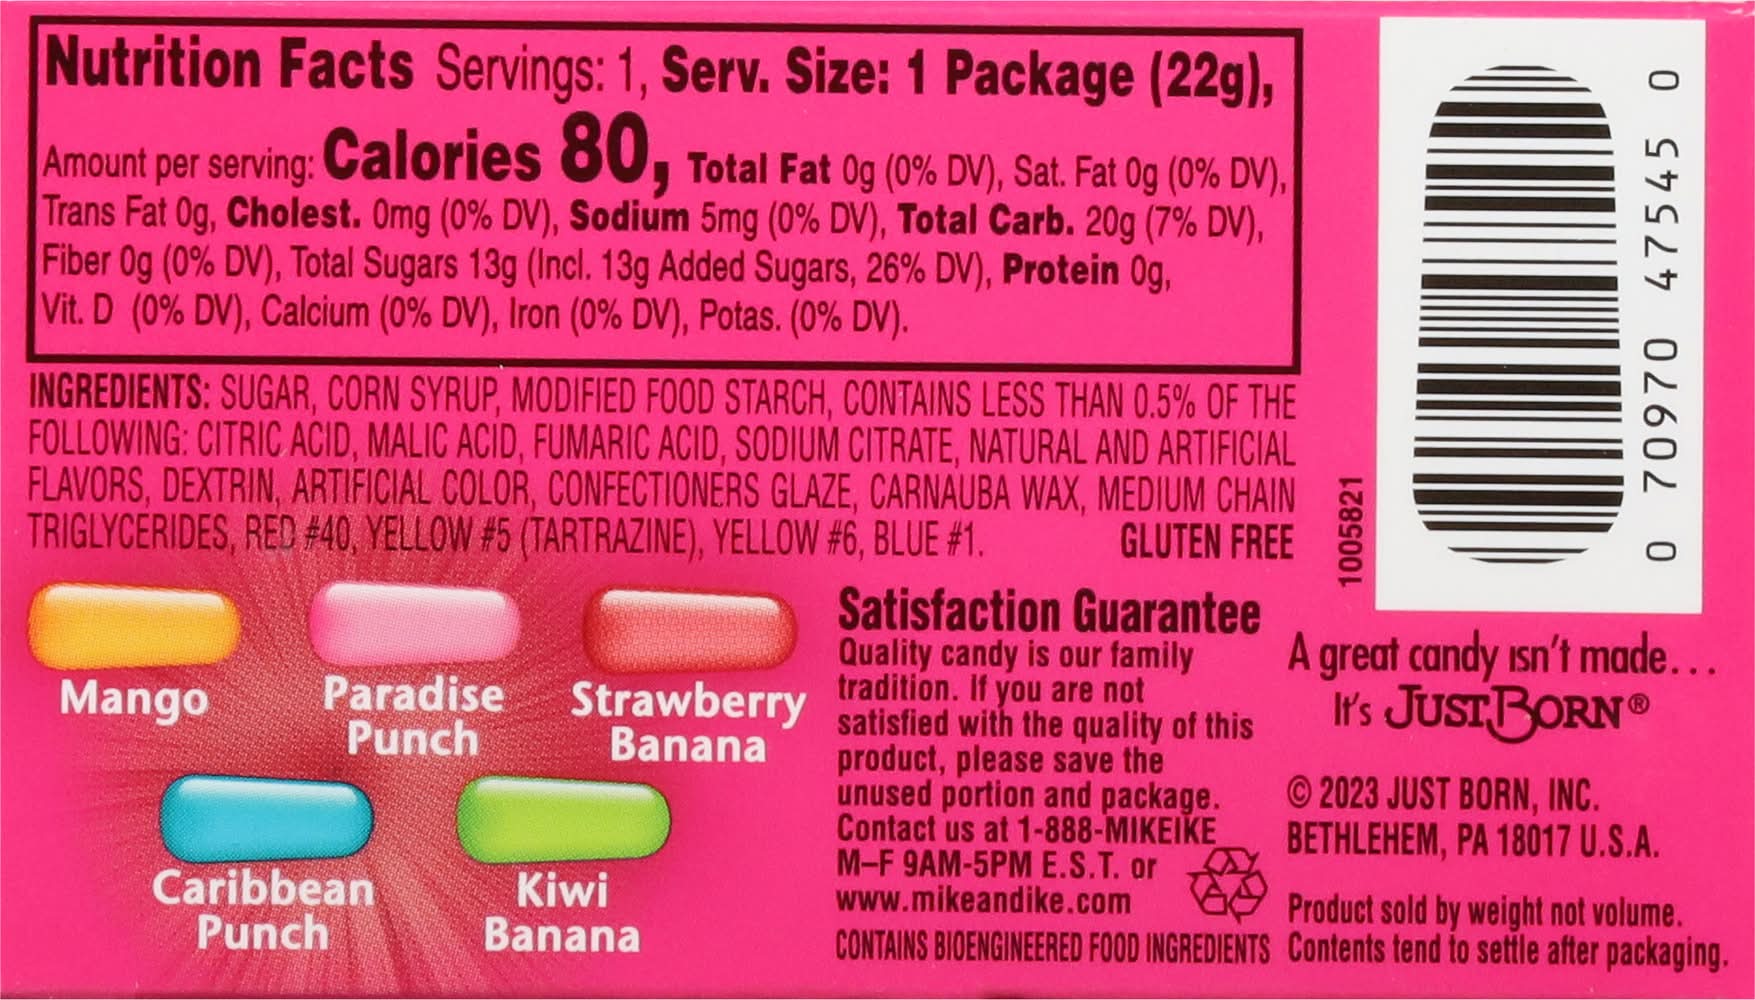 Nutrition Facts Servings: 1, Serv. Size: 1 Package (22g),
Amount per serving: Calories 80, Total Fat 0g (0% DV), Sat. Fat 0g (0% DV),
Trans Fat 0g, Cholest. 0mg (0% DV), Sodium 5mg (0% DV), Total Carb. 20g (7% DV),
Fiber 0g (0% DV), Total Sugars 13g (Incl. 13g Added Sugars, 26% DV), Protein 0g,
Vit. D (0% DV), Calcium (0% DV), Iron (0% DV), Potas. (0% DV).
INGREDIENTS: SUGAR, CORN SYRUP, MODIFIED FOOD STARCH, CONTAINS LESS THAN 0.5% OF THE
FOLLOWING: CITRIC ACID, MALIC ACID, FUMARIC ACID, SODIUM CITRATE, NATURAL AND ARTIFICIAL
FLAVORS, DEXTRIN, ARTIFICIAL COLOR, CONFECTIONERS GLAZE, CARNAUBA WAX, MEDIUM CHAIN
TRIGLYCERIDES, RED #40, YELLOW #5 (TARTRAZINE), YELLOW #6, BLUE #1.
GLUTEN FREE
Mango
Paradise
Punch
Strawberry
Banana
Caribbean
Punch
Kiwi
Banana
Satisfaction Guarantee
Quality candy is our family
tradition. If you are not
satisfied with the quality of this
product, please save the
unused portion and package.
Contact us at 1-888-MIKEIKE
M–F 9AM-5PM E.S.T. or
www.mikeandike.com
CONTAINS BIOENGINEERED FOOD INGREDIENTS
1005821
0 70970 47545 0
A great candy isn't made...
It's JUST BORN®
© 2023 JUST BORN, INC.
BETHLEHEM, PA 18017 U.S.A.
Product sold by weight not volume.
Contents tend to settle after packaging.